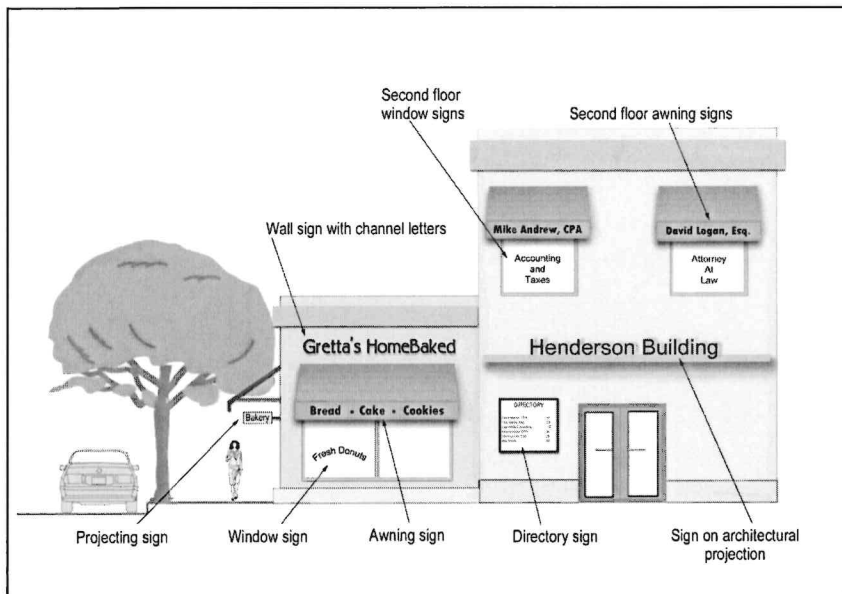 Second floor
window signs
Second floor awning signs
Mike Andrew, CPA
David Logan, Esq.
Wall sign with channel letters
Accounting
and
Taxes
Attorney
At
Law
Gretta's HomeBaked
Henderson Building
Bread • Cake • Cookies
DIRECTORY
Bakery
Fresh Donuts
Projecting sign
Window sign
Awning sign
Directory sign
Sign on architectural
projection